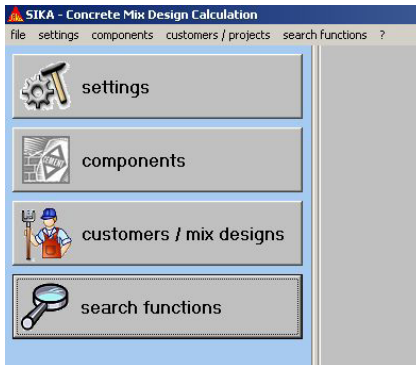 SIKA - Concrete Mix Design Calculation
file settings components customers / projects search functions ?
settings
CEMENT
components
customers / mix designs
search functions